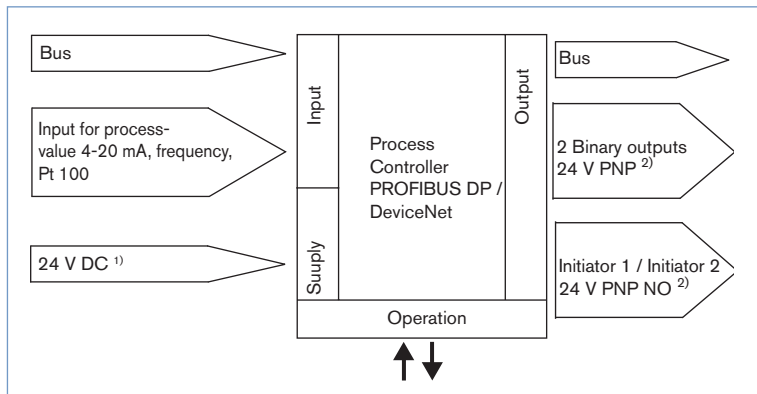 Bus
Input for process-
value 4-20 mA, frequency,
Pt 100
24 V DC 1)
Input
Suuply
Process
Controller
PROFIBUS DP /
DeviceNet
Output
Operation
Bus
2 Binary outputs
24 V PNP 2)
Initiator 1 / Initiator 2
24 V PNP NO 2)